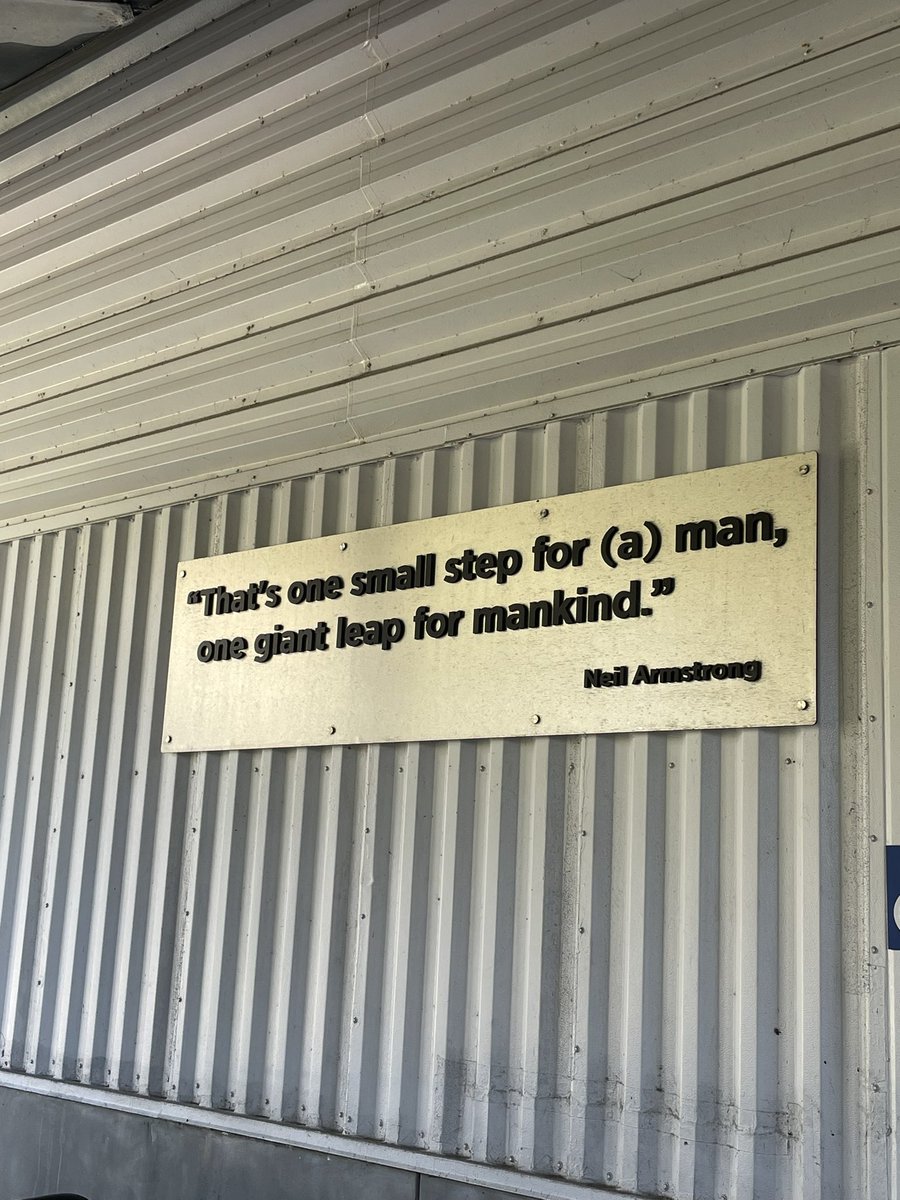 “That’s one small step for (a) man,
one giant leap for mankind.”
Neil Armstrong